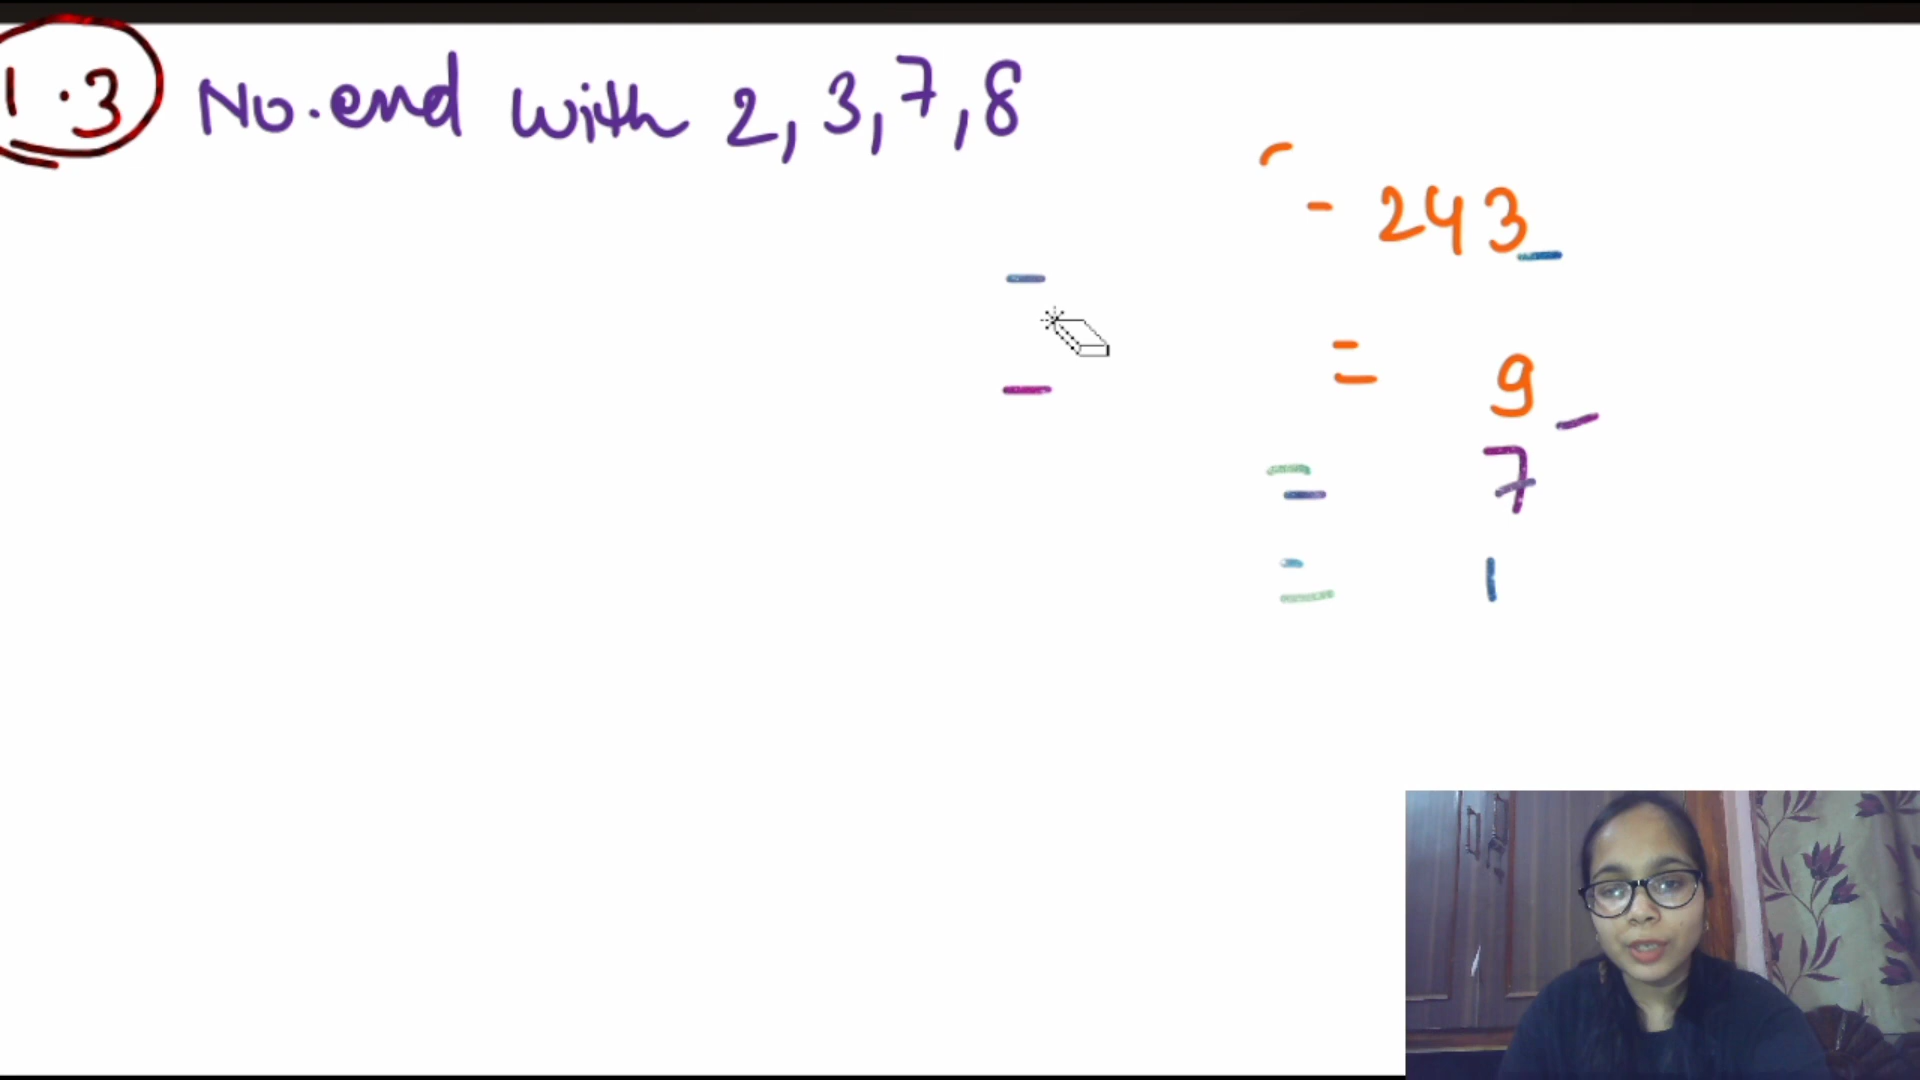 1.3 No. end with 2, 3, 7, 8
- 243
= 9
= 7
= 1